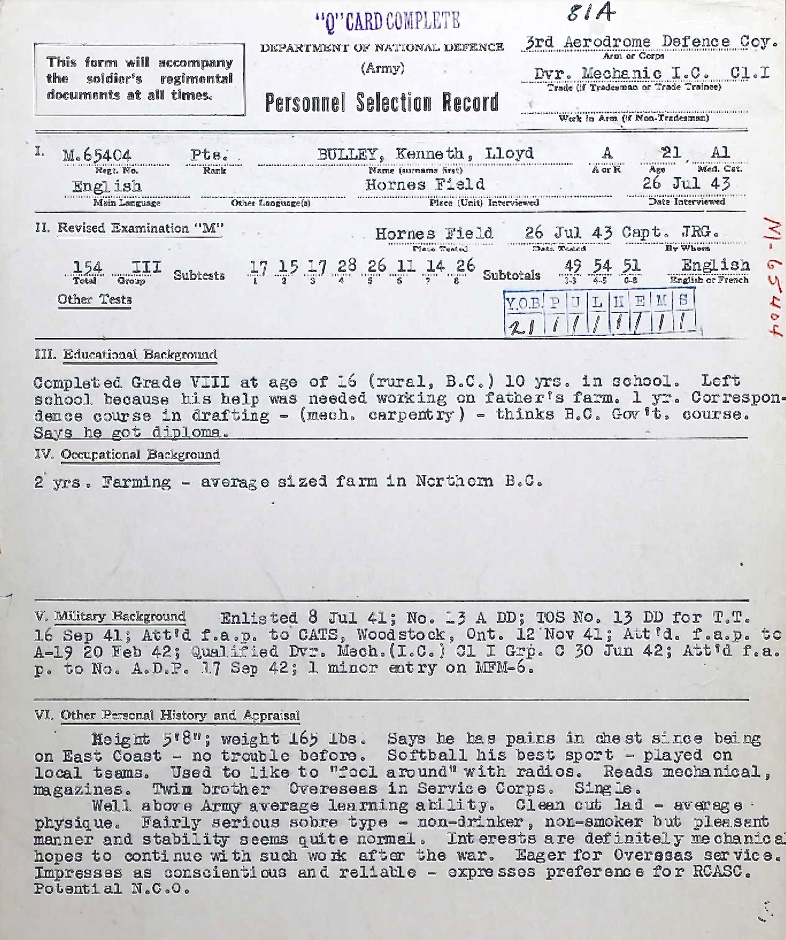 "Q" CARD COMPLETE
81A
This form will accompany
the soldier's regimental
documents at all times.
DEPARTMENT OF NATIONAL DEFENCE
(Army)
Personnel Selection Record
3rd Aerodrome Defence Coy.
Arm or Corps
Dvr. Mechanic I.C. Cl.I
Trade (if Tradesman or Trade Trainee)
Work in Arm (if Non-Tradesman)
I. M.65404 Pte. BULLEY, Kenneth, Lloyd A 21 A1
Regt. No. Rank Name (surname first) A or R Age Med. Cat.
English Hornes Field 26 Jul 43
Main Language Other Language(s) Place (Unit) Interviewed Date Interviewed
II. Revised Examination "M" Hornes Field 26 Jul 43 Capt. JRG.
Place Tested Date Tested By Whom
154 III Subtests 17 15 17 28 26 11 14 26 Subtotals 49 54 51 English
Total Group 1 2 3 4 5 6 7 8 1-3 4-5 6-8 English or French
Other Tests
Y.O.B. P U L H E M S
21 1 1 1 1 1 1 1
M-65404
III. Educational Background
Completed Grade VIII at age of 16 (rural, B.C.) 10 yrs. in school. Left
school because his help was needed working on father's farm. 1 yr. Correspon-
dence course in drafting - (mech. carpentry) - thinks B.C. Gov't. course.
Says he got diploma.
IV. Occupational Background
2 yrs. Farming - average sized farm in Northern B.C.
V. Military Background Enlisted 8 Jul 41; No. 13 A DD; TOS No. 13 DD for T.T.
16 Sep 41; Att'd f.a.p. to CATS, Woodstock, Ont. 12 Nov 41; Att'd. f.a.p. to
A-19 20 Feb 42; Qualified Dvr. Mech.(I.C.) Cl I Grp. C 30 Jun 42; Att'd f.a.
p. to No. A.D.P. 17 Sep 42; 1 minor entry on MFM-6.
VI. Other Personal History and Appraisal
Height 5'8"; weight 165 lbs. Says he has pains in chest since being
on East Coast - no trouble before. Softball his best sport - played on
local teams. Used to like to "fool around" with radios. Reads mechanical,
magazines. Twin brother Overseas in Service Corps. Single.
Well above Army average learning ability. Clean cut lad - average
physique. Fairly serious sobre type - non-drinker, non-smoker but pleasant
manner and stability seems quite normal. Interests are definitely mechanical
hopes to continue with such work after the war. Eager for Overseas service.
Impresses as conscientious and reliable - expresses preference for RCASC.
Potential N.C.O.